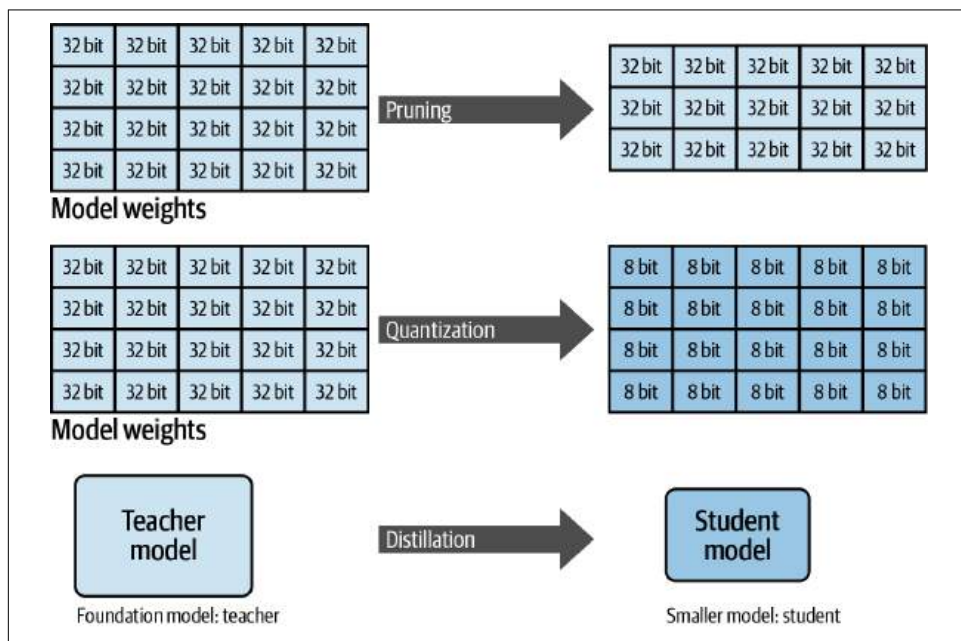 32 bit 32 bit 32 bit 32 bit 32 bit
32 bit 32 bit 32 bit 32 bit 32 bit
32 bit 32 bit 32 bit 32 bit 32 bit
32 bit 32 bit 32 bit 32 bit 32 bit
Model weights
Pruning
32 bit 32 bit 32 bit 32 bit 32 bit
32 bit 32 bit 32 bit 32 bit 32 bit
32 bit 32 bit 32 bit 32 bit 32 bit
32 bit 32 bit 32 bit 32 bit 32 bit
32 bit 32 bit 32 bit 32 bit 32 bit
32 bit 32 bit 32 bit 32 bit 32 bit
32 bit 32 bit 32 bit 32 bit 32 bit
Model weights
Quantization
8 bit 8 bit 8 bit 8 bit 8 bit
8 bit 8 bit 8 bit 8 bit 8 bit
8 bit 8 bit 8 bit 8 bit 8 bit
8 bit 8 bit 8 bit 8 bit 8 bit
Teacher
model
Foundation model: teacher
Distillation
Student
model
Smaller model: student